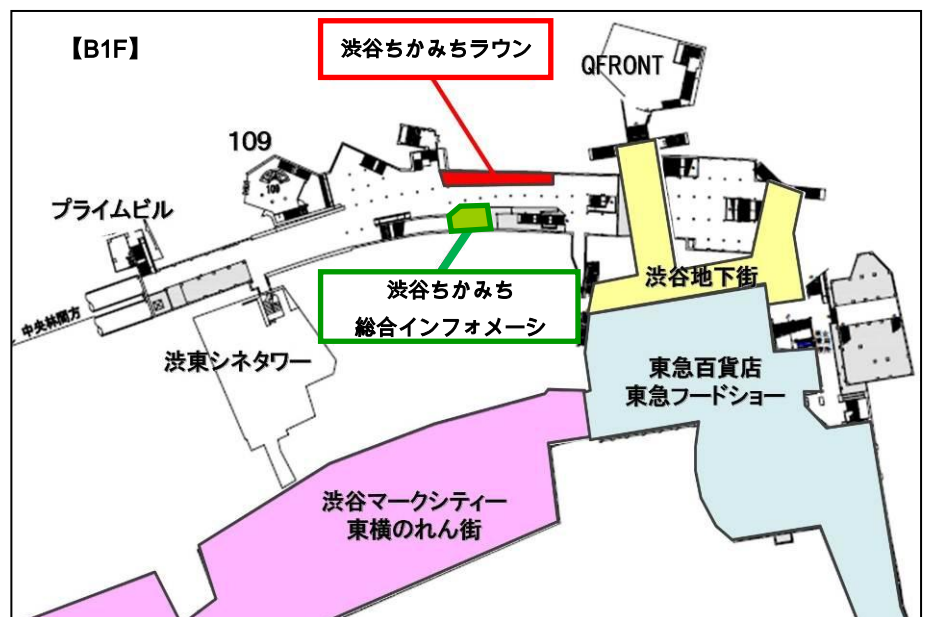 【B1F】
渋谷ちかみちラウン
QFRONT
109
109
プライムビル
渋谷地下街
渋谷ちかみち
総合インフォメーシ
中央林間方
渋東シネタワー
東急百貨店
東急フードショー
渋谷マークシティー
東横のれん街